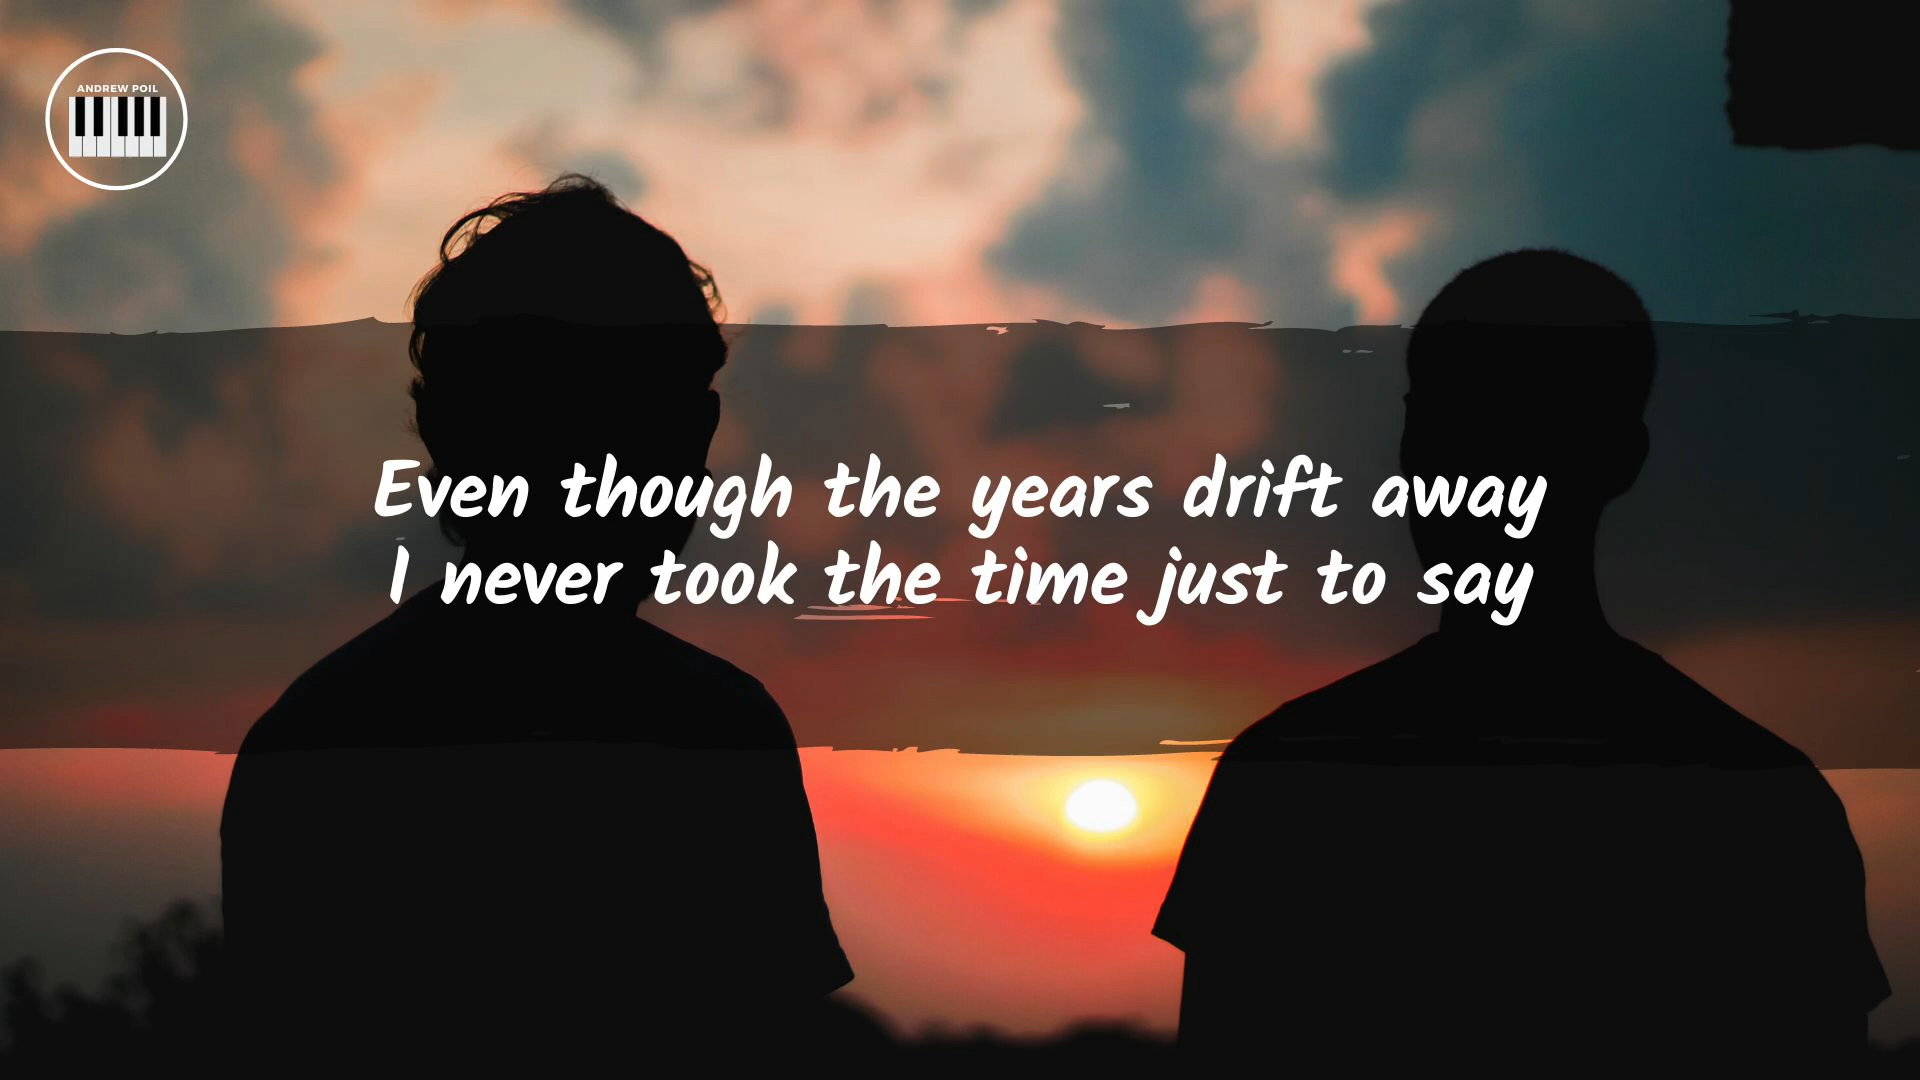 ANDREW POIL
Even though the years drift away
I never took the time just to say